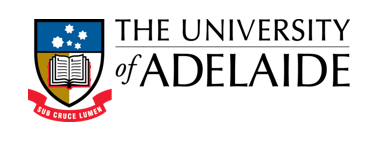 THE UNIVERSITY
of ADELAIDE
SUB CRUCE LUMEN